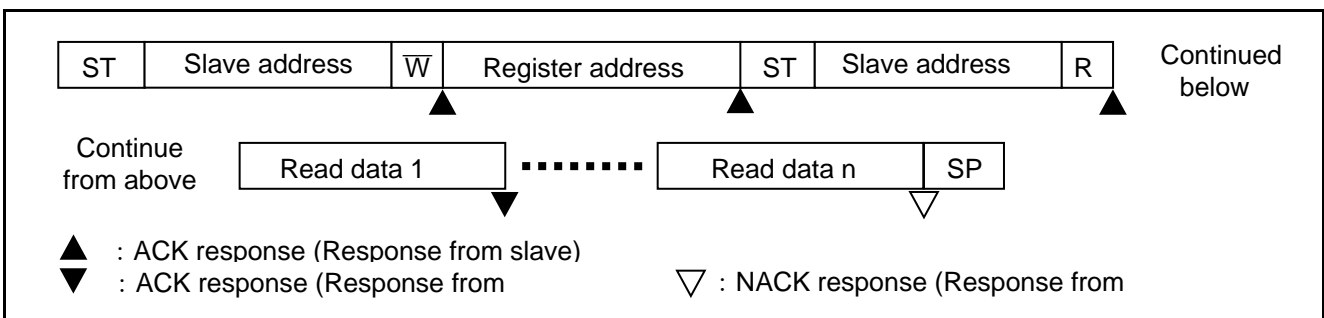 ST Slave address W̅ Register address ST Slave address R Continued below
Continue from above Read data 1 Read data n SP
▲ : ACK response (Response from slave)
▼ : ACK response (Response from
▽ : NACK response (Response from